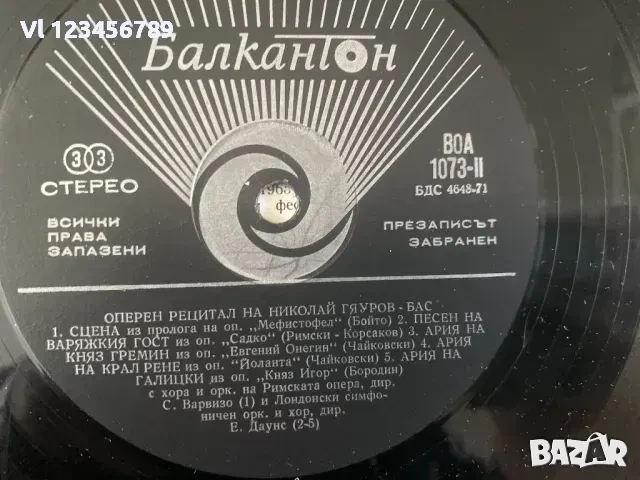 Vl 123456789,
Балкантон
33
СТЕРЕО
ВОА
1073-II
БДС 4648-71
ВСИЧКИ
ПРАВА
ЗАПАЗЕНИ
ПРЕЗАПИСЪТ
ЗАБРАНЕН
1963
фес
ОПЕРЕН РЕЦИТАЛ НА НИКОЛАЙ ГЯУРОВ - БАС
1. СЦЕНА из пролога на оп. „Мефистофел" (Бойто) 2. ПЕСЕН НА
ВАРЯЖКИЯ ГОСТ из оп. „Садко" (Римски - Корсаков) 3. АРИЯ НА
КНЯЗ ГРЕМИН из оп. „Евгений Онегин" (Чайковски) 4. АРИЯ
НА КРАЛ РЕНЕ из оп. "Йоланта" (Чайковски) 5. АРИЯ НА
ГАЛИЦКИ из оп. „Княз Игор" (Бородин)
с хора и орк. на Римската опера, дир.
С. Варвизо (1) и Лондонски симфо-
ничен орк. и хор, дир.
Е. Даунс (2-5)
BAZAR